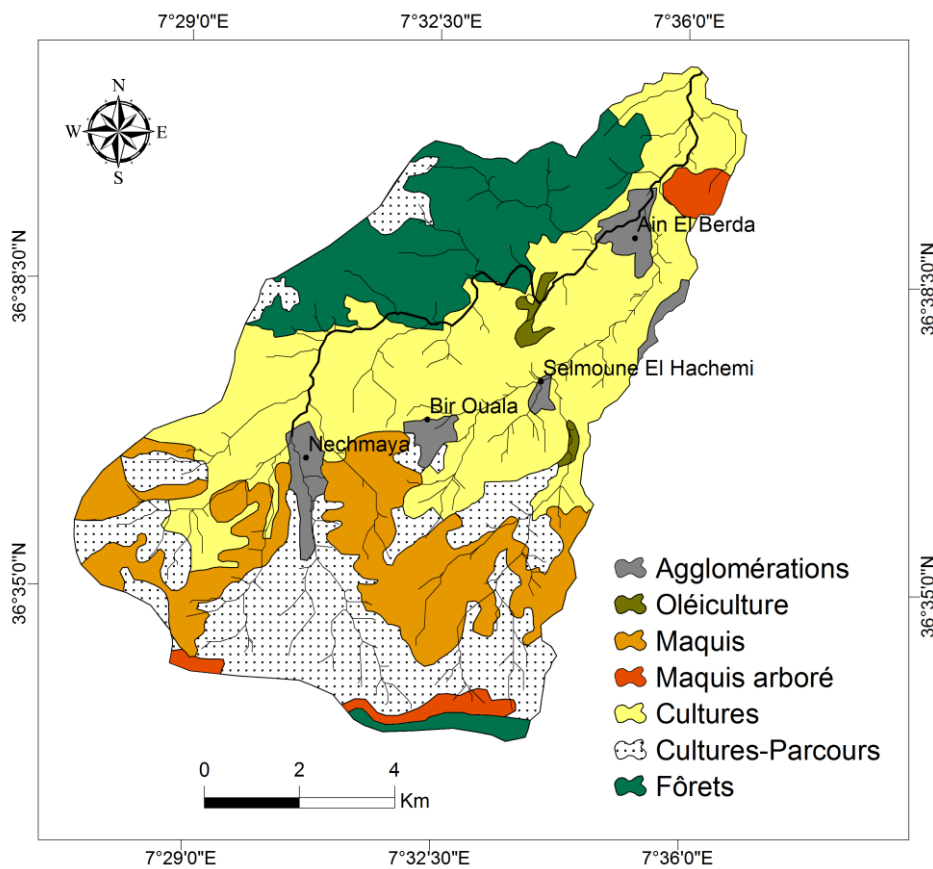 7°29'0"E
7°32'30"E
7°36'0"E
N
W
E
S
36°38'30"N
36°38'30"N
Ain El Berda
Selmoune El Hachemi
Bir Ouala
Nechmaya
36°35'0"N
36°35'0"N
Agglomérations
Oléiculture
Maquis
Maquis arboré
Cultures
Cultures-Parcours
Fôrets
0
2
4
Km
7°29'0"E
7°32'30"E
7°36'0"E